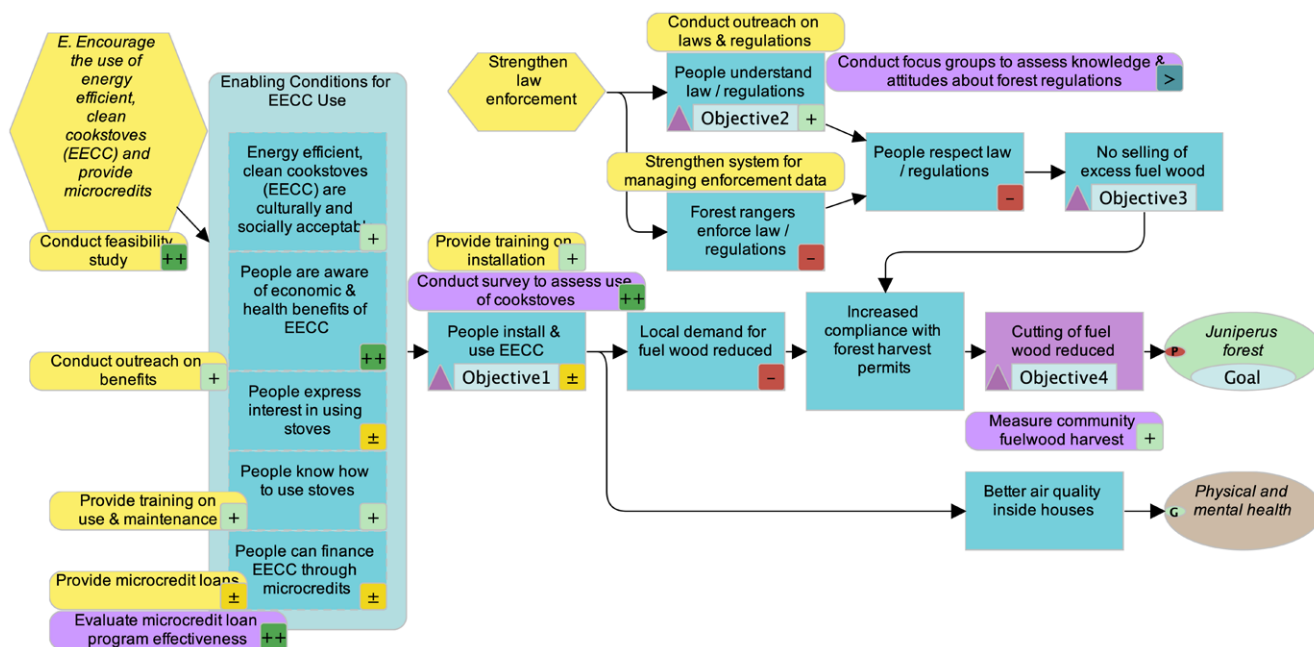 E. Encourage
the use of
energy
efficient,
clean
cookstoves
(EECC) and
provide
microcredits
Conduct feasibility
study
++
Enabling Conditions for
EECC Use
Energy efficient,
clean cookstoves
(EECC) are
culturally and
socially acceptabl
+
People are aware
of economic &
health benefits of
EECC
++
Conduct outreach on
benefits
+
People express
interest in using
stoves
±
People know how
to use stoves
+
Provide training on
use & maintenance
+
People can finance
EECC through
microcredits
±
Provide microcredit loans
±
Evaluate microcredit loan
program effectiveness
++
Strengthen
law
enforcement
Conduct outreach on
laws & regulations
People understand
law / regulations
Objective2
+
Conduct focus groups to assess knowledge &
attitudes about forest regulations
>
Strengthen system for
managing enforcement data
Forest rangers
enforce law /
regulations
-
People respect law
/ regulations
-
No selling of
excess fuel wood
Objective3
Provide training on
installation
+
Conduct survey to assess use
of cookstoves
++
People install &
use EECC
Objective1
±
Local demand for
fuel wood reduced
-
Increased
compliance with
forest harvest
permits
Cutting of fuel
wood reduced
Objective4
Juniperus
forest
P
Goal
Measure community
fuelwood harvest
+
Better air quality
inside houses
Physical and
mental health
G